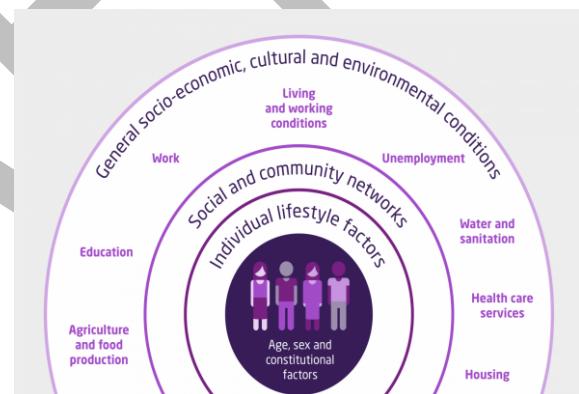 General socio-economic, cultural and environmental conditions
Living
and working
conditions
Work
Unemployment
Social and community networks
Individual lifestyle factors
Education
Water and
sanitation
Agriculture
and food
production
Health care
services
Housing
Age, sex and
constitutional
factors